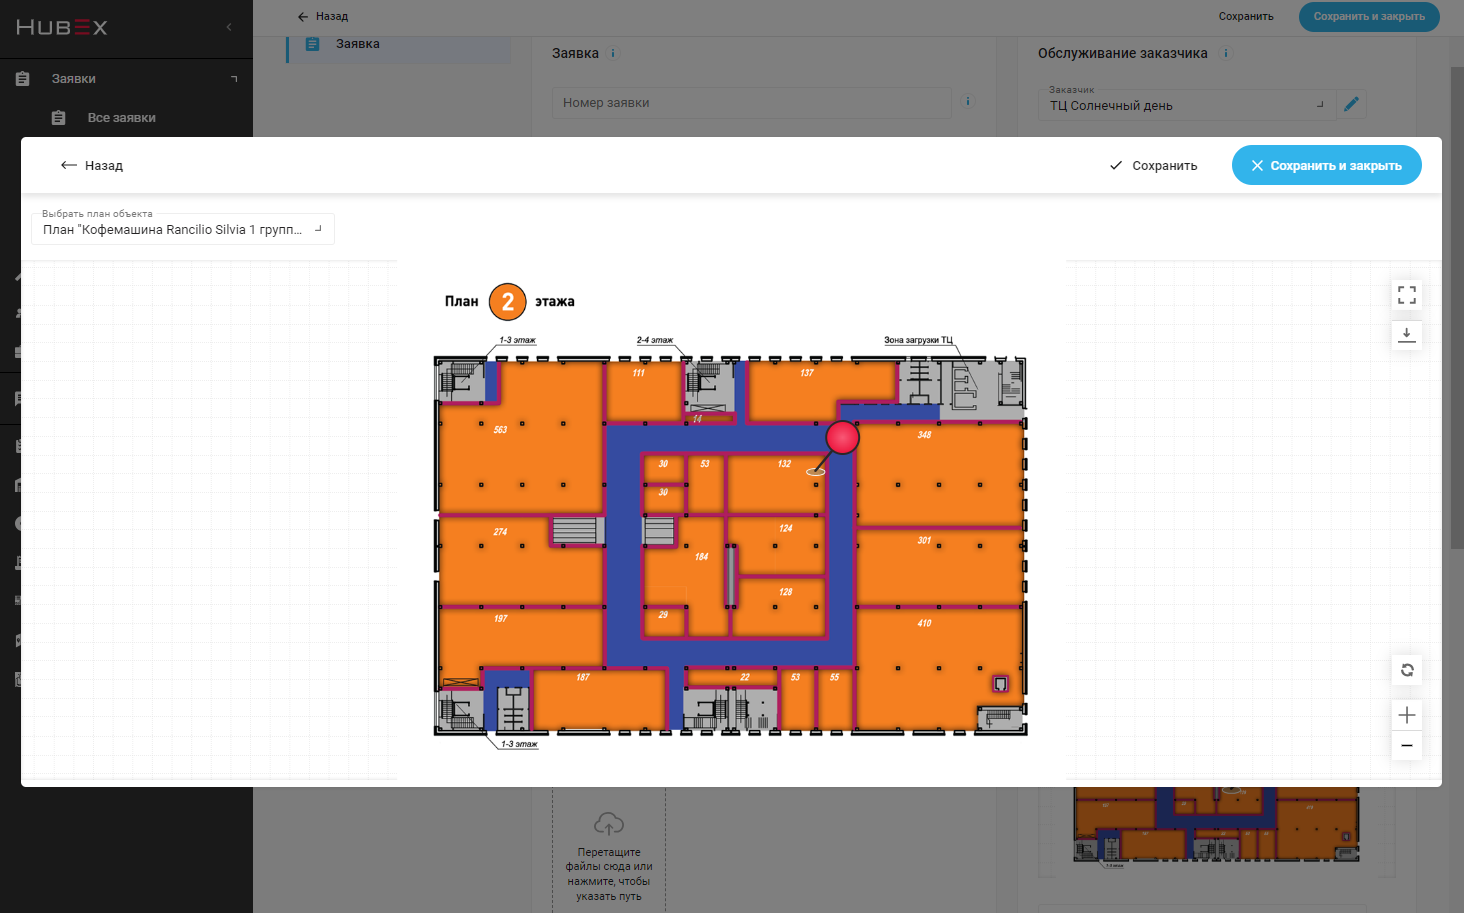 HUBEX
Назад
Сохранить
Сохранить и закрыть
Заявки
Все заявки
Заявка
Заявка
Номер заявки
Обслуживание заказчика
Заказчик
ТЦ Солнечный день
Назад
Сохранить
Сохранить и закрыть
Выбрать план объекта
План "Кофемашина Rancilio Silvia 1 групп...
План 2 этажа
1-3 этаж
2-4 этаж
Зона загрузки ТЦ
111
137
14
563
348
30
53
132
30
274
124
301
184
128
197
29
410
187
22
53
55
1-3 этаж
Перетащите
файлы сюда или
нажмите, чтобы
указать путь